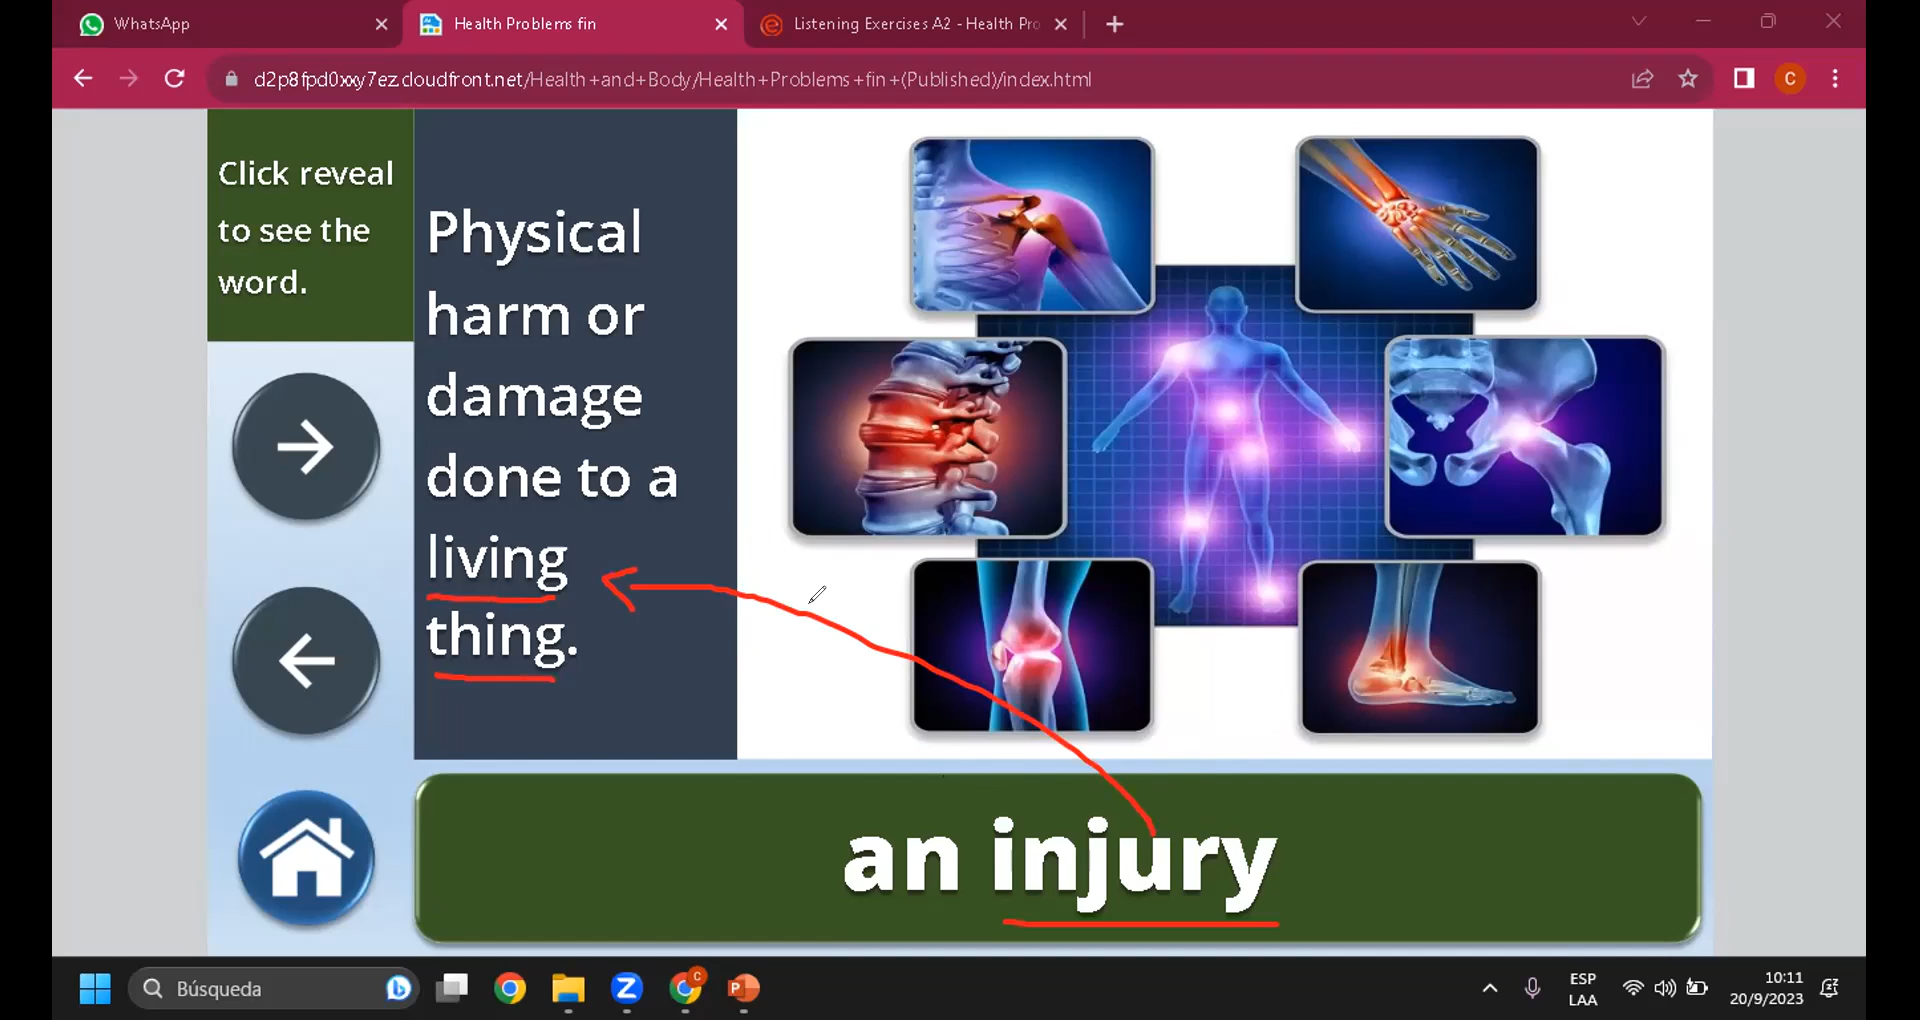 WhatsApp
Health Problems fin
Listening Exercises A2 - Health Pro
d2p8fpd0xxy7ez.cloudfront.net/Health+and+Body/Health+Problems+fin+(Published)/index.html
C
Click reveal
to see the
word.
Physical
harm or
damage
done to a
living
thing.
an injury
Búsqueda
C
ESP
LAA
10:11
20/9/2023